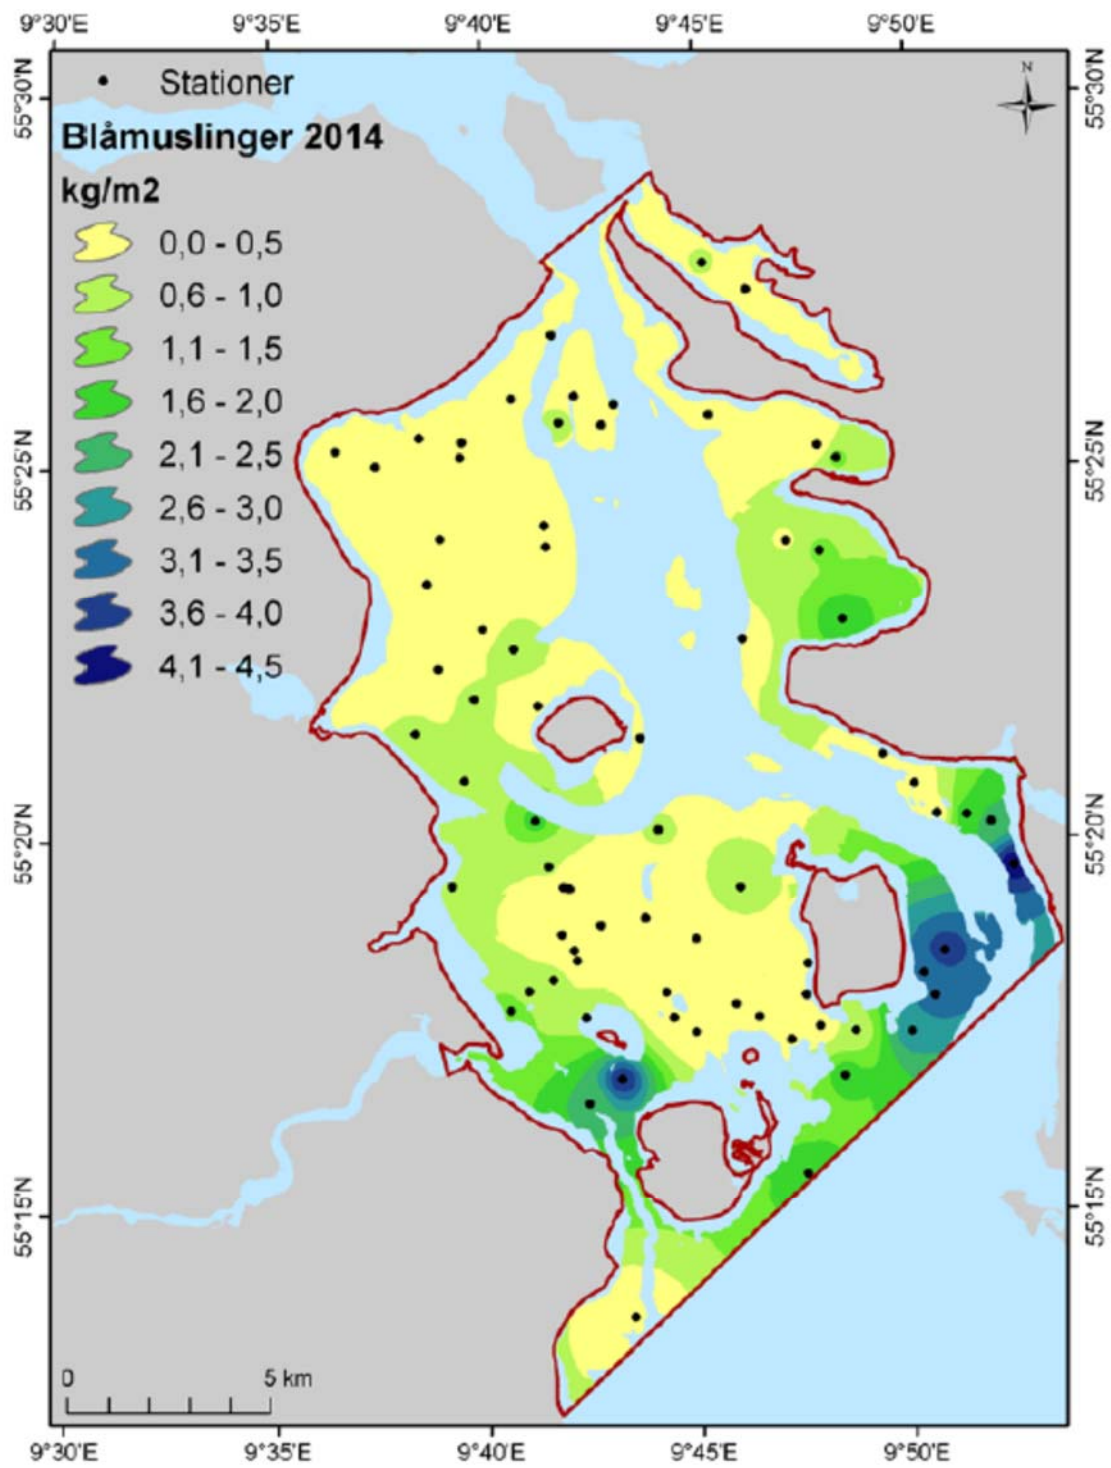 9°30'E 9°35'E 9°40'E 9°45'E 9°50'E
N
Stationer
Blåmuslinger 2014
kg/m2
0,0 - 0,5
0,6 - 1,0
1,1 - 1,5
1,6 - 2,0
2,1 - 2,5
2,6 - 3,0
3,1 - 3,5
3,6 - 4,0
4,1 - 4,5
55°30'N 55°30'N
55°25'N 55°25'N
55°20'N 55°20'N
55°15'N 55°15'N
0 5 km
9°30'E 9°35'E 9°40'E 9°45'E 9°50'E